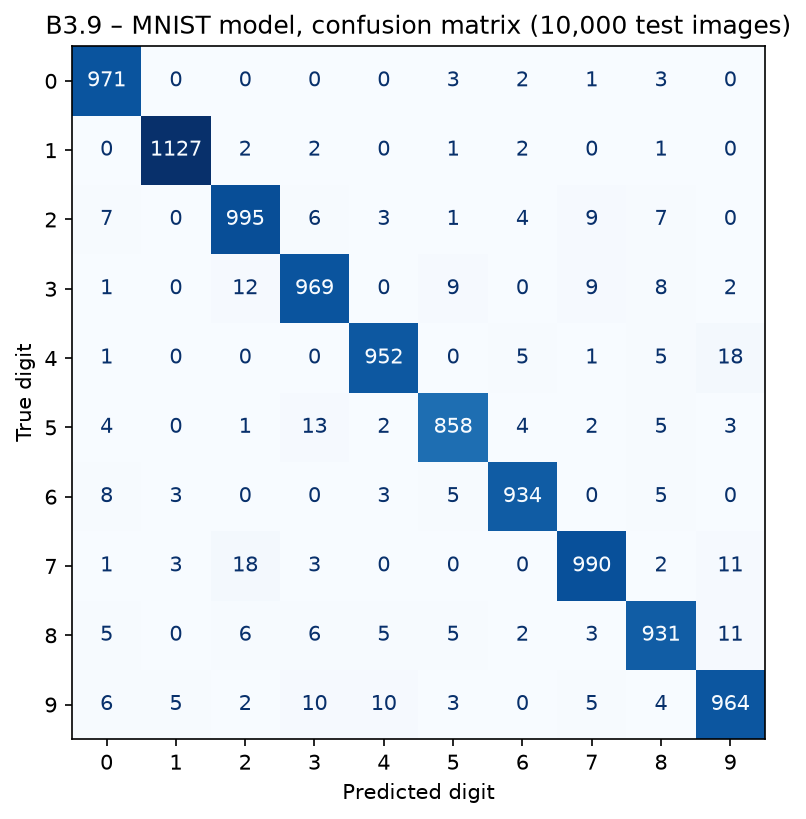 B3.9 – MNIST model, confusion matrix (10,000 test images)
0 971 0 0 0 0 3 2 1 3 0
1 0 1127 2 2 0 1 2 0 1 0
2 7 0 995 6 3 1 4 9 7 0
3 1 0 12 969 0 9 0 9 8 2
4 1 0 0 0 952 0 5 1 5 18
5 4 0 1 13 2 858 4 2 5 3
6 8 3 0 0 3 5 934 0 5 0
7 1 3 18 3 0 0 0 990 2 11
8 5 0 6 6 5 5 2 3 931 11
9 6 5 2 10 10 3 0 5 4 964
0 1 2 3 4 5 6 7 8 9
Predicted digit
True digit